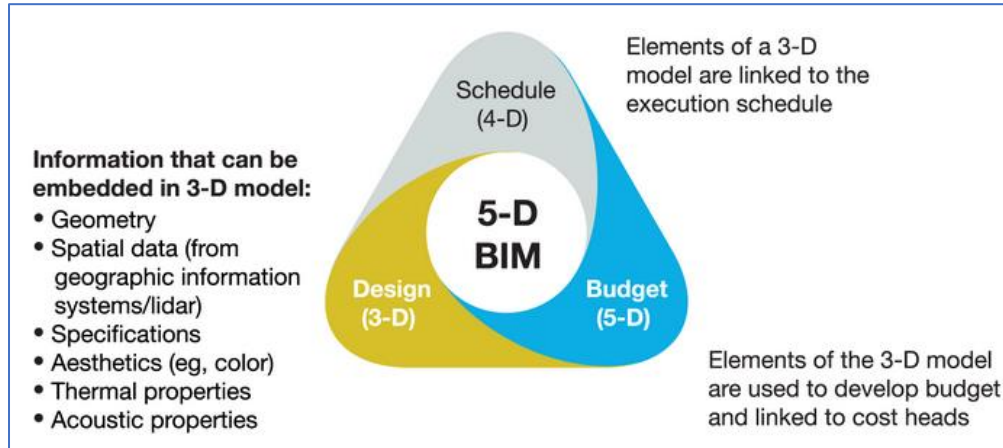 Schedule
(4-D)
Elements of a 3-D
model are linked to the
execution schedule
Information that can be
embedded in 3-D model:
• Geometry
• Spatial data (from
geographic information
systems/lidar)
• Specifications
• Aesthetics (eg, color)
• Thermal properties
• Acoustic properties
5-D
BIM
Design
(3-D)
Budget
(5-D)
Elements of the 3-D model
are used to develop budget
and linked to cost heads